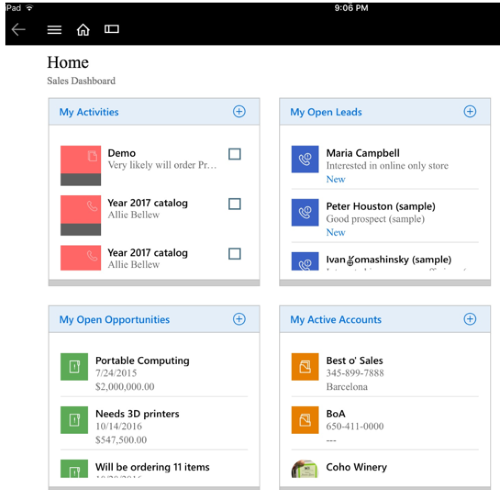 iPad
9:06 PM
Home
Sales Dashboard
My Activities
Demo
Very likely will order Pr...
Year 2017 catalog
Allie Bellew
Year 2017 catalog
Allie Bellew
My Open Leads
Maria Campbell
Interested in online only store
New
Peter Houston (sample)
Good prospect (sample)
New
Ivan Komashinsky (sample)
My Open Opportunities
Portable Computing
7/24/2015
$2,000,000.00
Needs 3D printers
10/14/2016
$547,500.00
Will be ordering 11 items
My Active Accounts
Best o' Sales
345-899-7888
Barcelona
BoA
650-411-0000
---
Coho Winery